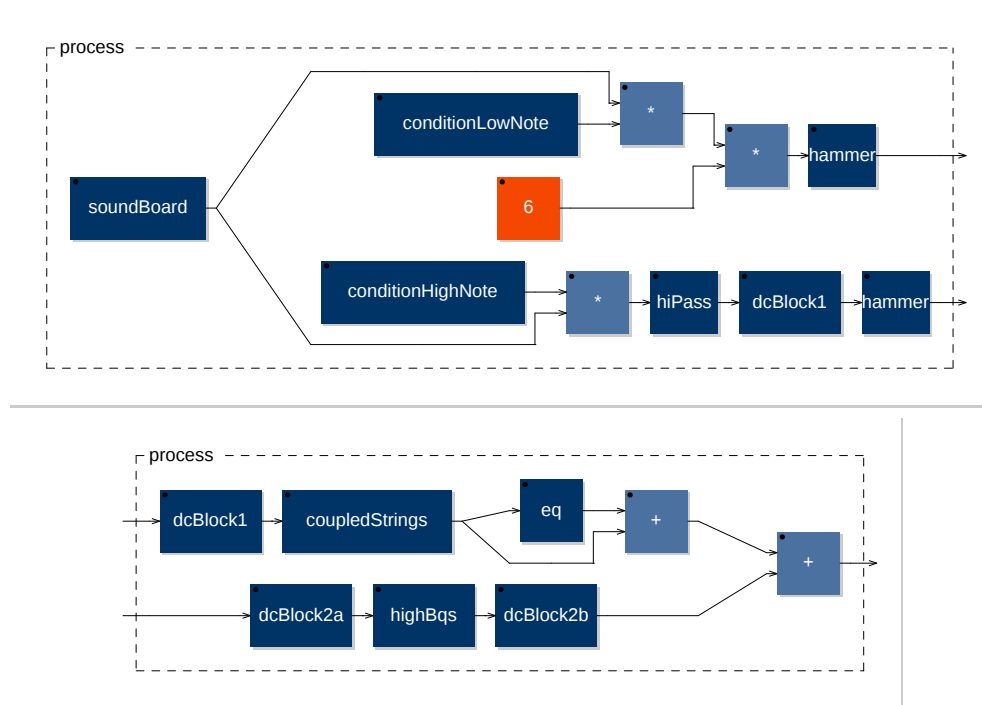 process
conditionLowNote
*
*
hammer
soundBoard
6
conditionHighNote
*
hiPass
dcBlock1
hammer
process
dcBlock1
coupledStrings
eq
+
+
dcBlock2a
highBqs
dcBlock2b